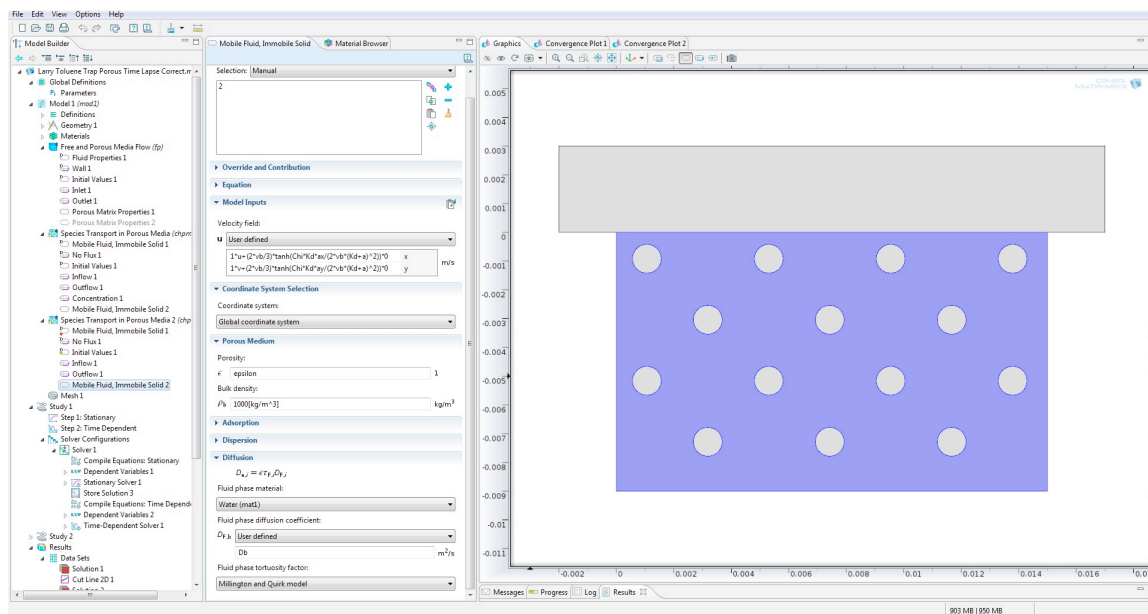 File Edit View Options Help
Model Builder
Larry Toluene Trap Porous Time Lapse Correct.m
Global Definitions
Pi Parameters
Model 1 (mod1)
Definitions
Geometry 1
Materials
Free and Porous Media Flow (fp)
Fluid Properties 1
Wall 1
Initial Values 1
Inlet 1
Outlet 1
Porous Matrix Properties 1
Porous Matrix Properties 2
Species Transport in Porous Media (chpm
Mobile Fluid, Immobile Solid 1
No Flux 1
Initial Values 1
Inflow 1
Outflow 1
Concentration 1
Mobile Fluid, Immobile Solid 2
Species Transport in Porous Media 2 (chp
Mobile Fluid, Immobile Solid 1
No Flux 1
Initial Values 1
Inflow 1
Outflow 1
Mobile Fluid, Immobile Solid 2
Mesh 1
Study 1
Step 1: Stationary
Step 2: Time Dependent
Solver Configurations
Solver 1
Compile Equations: Stationary
Dependent Variables 1
Stationary Solver 1
Store Solution 3
Compile Equations: Time Depende
Dependent Variables 2
Time-Dependent Solver 1
Study 2
Results
Data Sets
Solution 1
Cut Line 2D 1
Mobile Fluid, Immobile Solid Material Browser
Selection: Manual
2
Override and Contribution
Equation
Model Inputs
Velocity field:
u User defined
1*u+(2*vb/3)*tanh(Chi*Kd*ax/(2*vb*(Kd+a)^2))*0 x
1*v+(2*vb/3)*tanh(Chi*Kd*ay/(2*vb*(Kd+a)^2))*0 y
m/s
Coordinate System Selection
Coordinate system:
Global coordinate system
Porous Medium
Porosity:
ϵ epsilon 1
Bulk density:
ρb 1000[kg/m^3] kg/m³
Adsorption
Dispersion
Diffusion
De,i = ϵτF,iDF,i
Fluid phase material:
Water (mat1)
Fluid phase diffusion coefficient:
DF,b User defined
Db m²/s
Fluid phase tortuosity factor:
Millington and Quirk model
Graphics Convergence Plot 1 Convergence Plot 2
COMSOL
MULTIPHYSICS
0.005
0.004
0.003
0.002
0.001
0
-0.001
-0.002
-0.003
-0.004
-0.005
-0.006
-0.007
-0.008
-0.009
-0.01
-0.011
-0.002 0 0.002 0.004 0.006 0.008 0.01 0.012 0.014 0.016 0.0
Messages Progress Log Results
903 MB | 950 MB